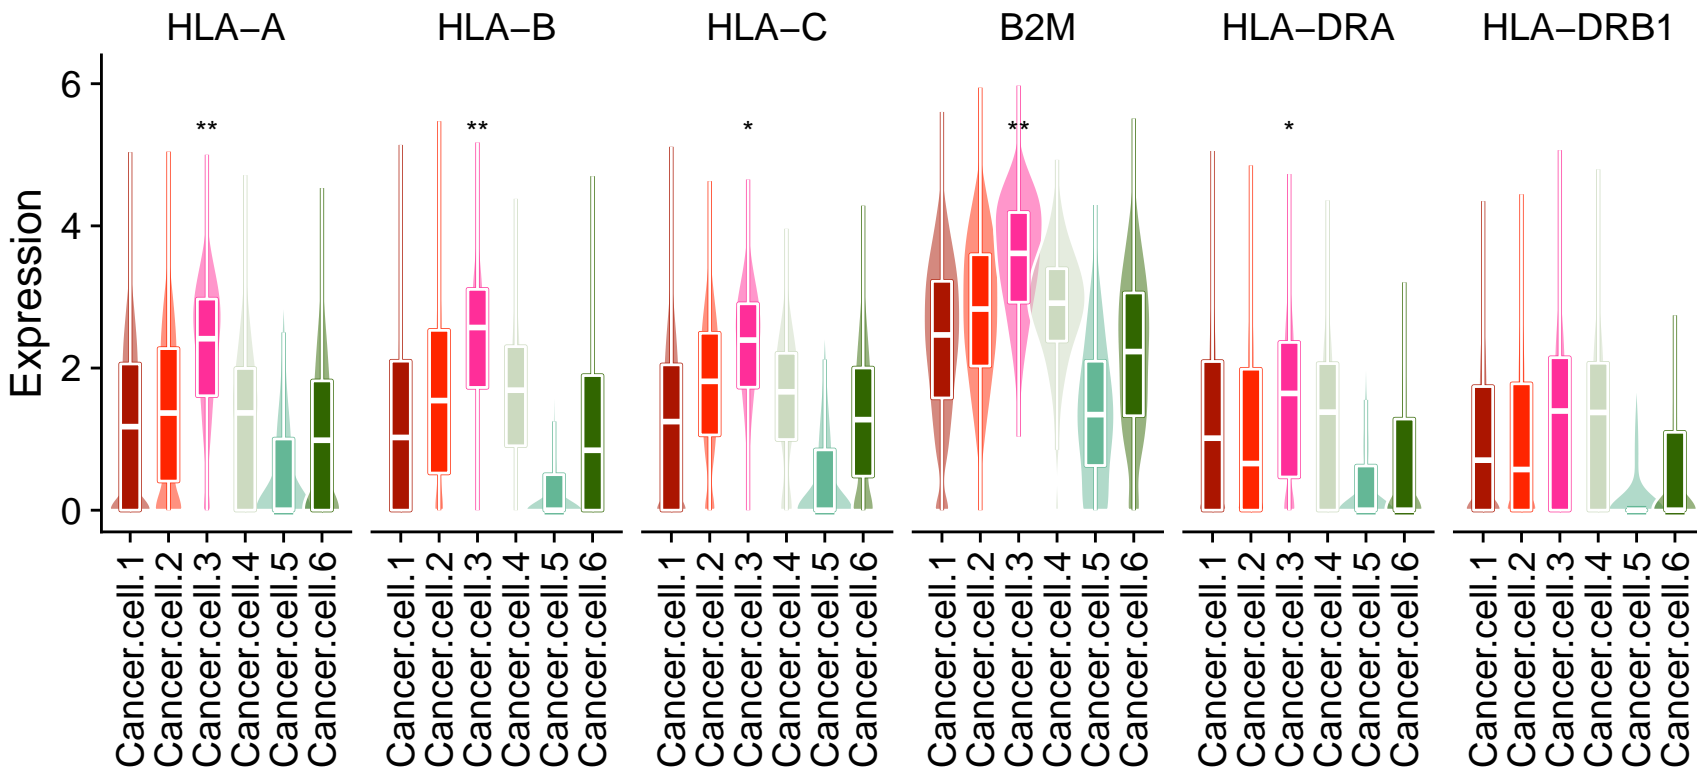 HLA−A HLA−B HLA−C B2M HLA−DRA HLA−DRB1
Expression
6
4
2
0
** ** * ** *
Cancer.cell.1 Cancer.cell.2 Cancer.cell.3 Cancer.cell.4 Cancer.cell.5 Cancer.cell.6
Cancer.cell.1 Cancer.cell.2 Cancer.cell.3 Cancer.cell.4 Cancer.cell.5 Cancer.cell.6
Cancer.cell.1 Cancer.cell.2 Cancer.cell.3 Cancer.cell.4 Cancer.cell.5 Cancer.cell.6
Cancer.cell.1 Cancer.cell.2 Cancer.cell.3 Cancer.cell.4 Cancer.cell.5 Cancer.cell.6
Cancer.cell.1 Cancer.cell.2 Cancer.cell.3 Cancer.cell.4 Cancer.cell.5 Cancer.cell.6
Cancer.cell.1 Cancer.cell.2 Cancer.cell.3 Cancer.cell.4 Cancer.cell.5 Cancer.cell.6